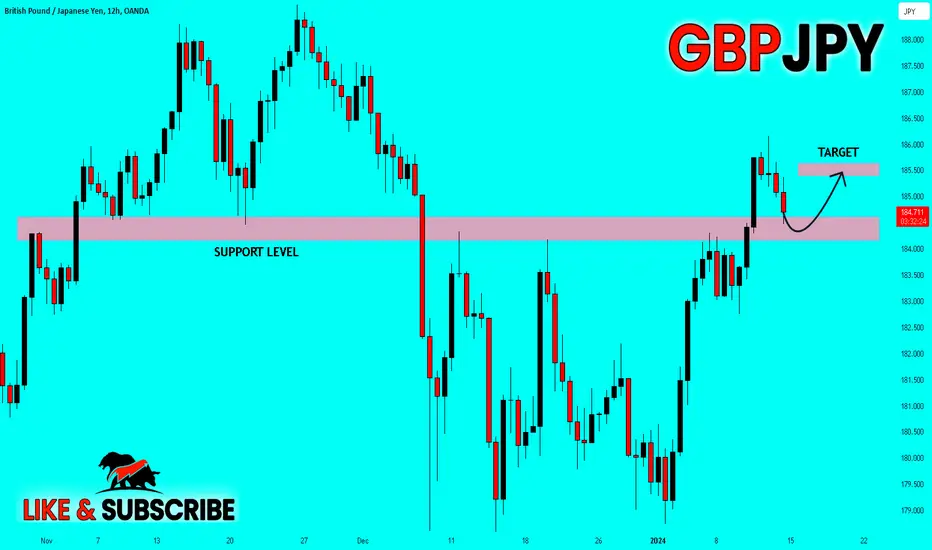 British Pound / Japanese Yen, 12h, OANDA
JPY
GBPJPY
188.000
187.500
187.000
186.500
186.000
TARGET
185.500
185.000
184.711
03:32:24
SUPPORT LEVEL
184.000
183.500
183.000
182.500
182.000
181.500
181.000
180.500
180.000
179.500
179.000
LIKE & SUBSCRIBE
Nov 7 13 20 27 Dec 11 18 26 2024 8 15 22